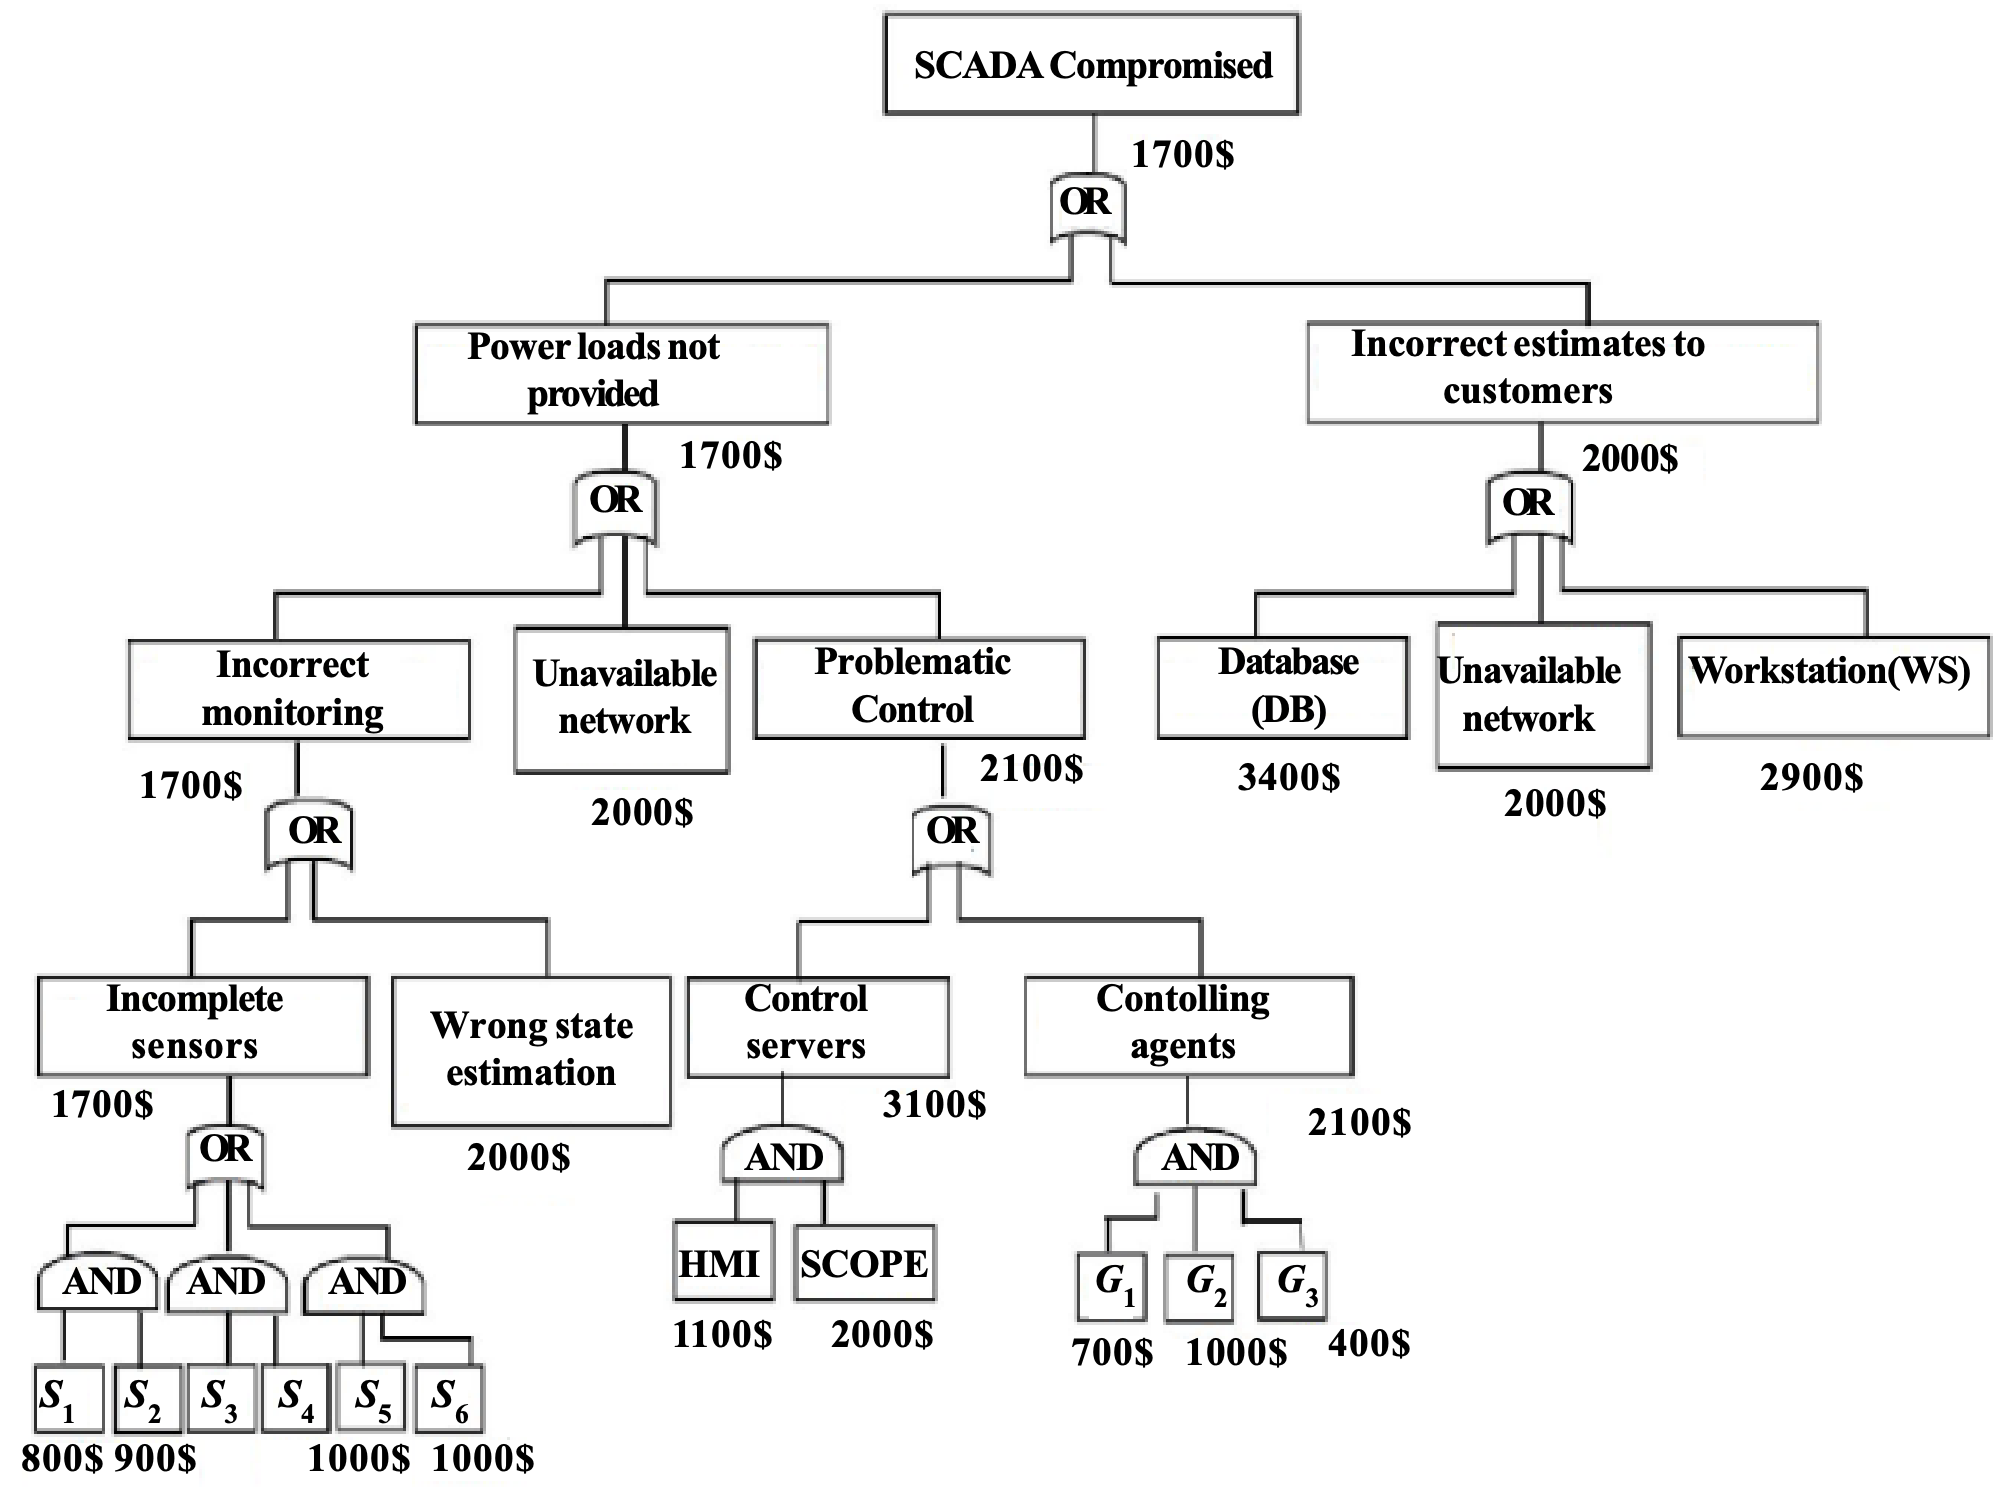 SCADA Compromised
1700$
OR
Power loads not
provided
1700$
OR
Incorrect estimates to
customers
2000$
OR
Incorrect
monitoring
1700$
OR
Unavailable
network
2000$
Problematic
Control
2100$
OR
Database
(DB)
3400$
Unavailable
network
2000$
Workstation(WS)
2900$
Incomplete
sensors
1700$
OR
Wrong state
estimation
2000$
Control
servers
3100$
AND
Contolling
agents
2100$
AND
AND
AND
AND
HMI
1100$
SCOPE
2000$
G1
G2
G3
700$
1000$
400$
S1
S2
S3
S4
S5
S6
800$
900$
1000$
1000$